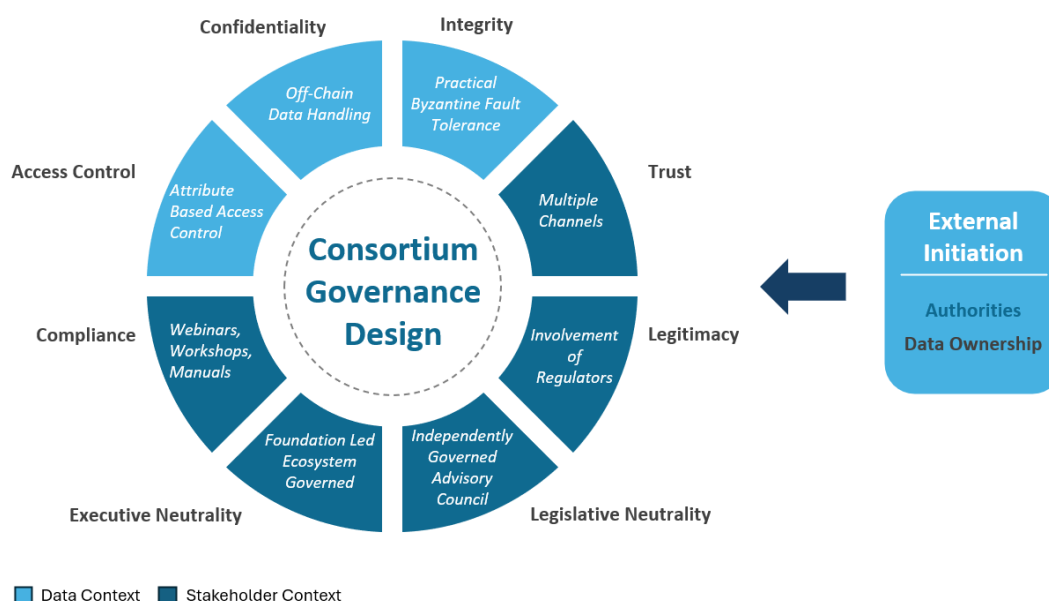 Confidentiality
Integrity
Off-Chain
Data Handling
Practical
Byzantine Fault
Tolerance
Access Control
Trust
Attribute
Based Access
Control
Multiple
Channels
Consortium
Governance
Design
External
Initiation
Authorities
Data Ownership
Compliance
Legitimacy
Webinars,
Workshops,
Manuals
Involvement
of
Regulators
Foundation Led
Ecosystem
Governed
Independently
Governed
Advisory
Council
Executive Neutrality
Legislative Neutrality
Data Context
Stakeholder Context